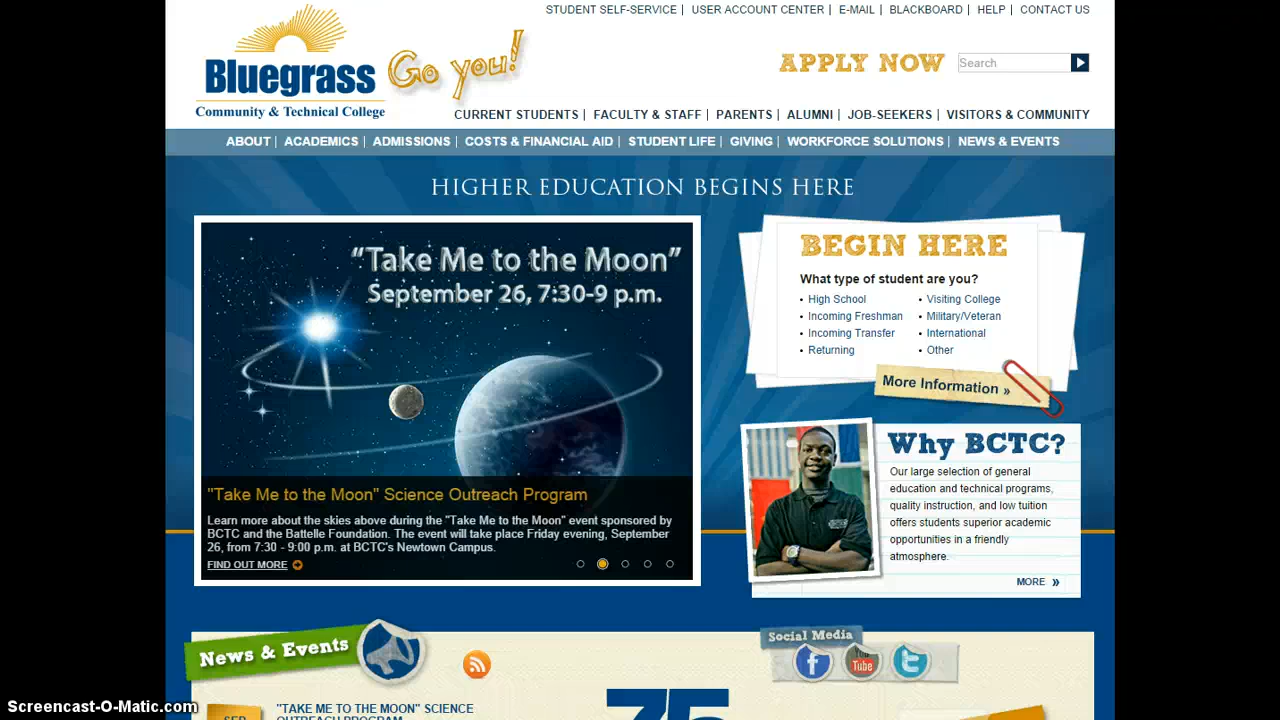 STUDENT SELF-SERVICE | USER ACCOUNT CENTER | E-MAIL | BLACKBOARD | HELP | CONTACT US
Bluegrass
Community & Technical College
Go you!
APPLY NOW
Search
CURRENT STUDENTS | FACULTY & STAFF | PARENTS | ALUMNI | JOB-SEEKERS | VISITORS & COMMUNITY
ABOUT | ACADEMICS | ADMISSIONS | COSTS & FINANCIAL AID | STUDENT LIFE | GIVING | WORKFORCE SOLUTIONS | NEWS & EVENTS
HIGHER EDUCATION BEGINS HERE
"Take Me to the Moon"
September 26, 7:30-9 p.m.
"Take Me to the Moon" Science Outreach Program
Learn more about the skies above during the "Take Me to the Moon" event sponsored by
BCTC and the Battelle Foundation. The event will take place Friday evening, September
26, from 7:30 - 9:00 p.m. at BCTC's Newtown Campus.
FIND OUT MORE
BEGIN HERE
What type of student are you?
• High School
• Incoming Freshman
• Incoming Transfer
• Returning
• Visiting College
• Military/Veteran
• International
• Other
More Information »
Why BCTC?
Our large selection of general
education and technical programs,
quality instruction, and low tuition
offers students superior academic
opportunities in a friendly
atmosphere.
MORE »
News & Events
Social Media
You
Tube
SEP
"TAKE ME TO THE MOON" SCIENCE
OUTREACH PROGRAM
75
Screencast-O-Matic.com